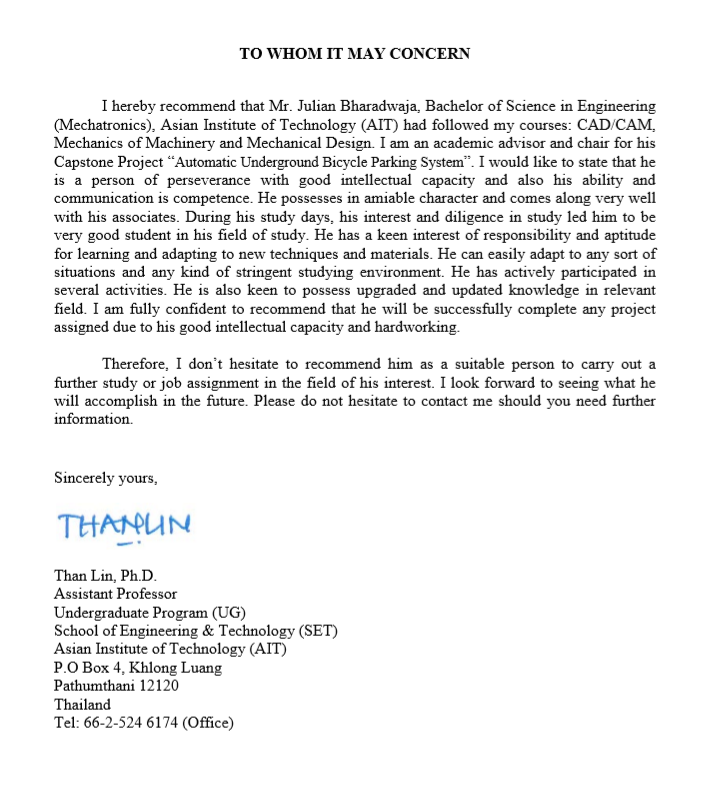 TO WHOM IT MAY CONCERN
I hereby recommend that Mr. Julian Bharadwaja, Bachelor of Science in Engineering
(Mechatronics), Asian Institute of Technology (AIT) had followed my courses: CAD/CAM,
Mechanics of Machinery and Mechanical Design. I am an academic advisor and chair for his
Capstone Project “Automatic Underground Bicycle Parking System”. I would like to state that he
is a person of perseverance with good intellectual capacity and also his ability and
communication is competence. He possesses in amiable character and comes along very well
with his associates. During his study days, his interest and diligence in study led him to be
very good student in his field of study. He has a keen interest of responsibility and aptitude
for learning and adapting to new techniques and materials. He can easily adapt to any sort of
situations and any kind of stringent studying environment. He has actively participated in
several activities. He is also keen to possess upgraded and updated knowledge in relevant
field. I am fully confident to recommend that he will be successfully complete any project
assigned due to his good intellectual capacity and hardworking.
Therefore, I don’t hesitate to recommend him as a suitable person to carry out a
further study or job assignment in the field of his interest. I look forward to seeing what he
will accomplish in the future. Please do not hesitate to contact me should you need further
information.
Sincerely yours,
THANLIN
Than Lin, Ph.D.
Assistant Professor
Undergraduate Program (UG)
School of Engineering & Technology (SET)
Asian Institute of Technology (AIT)
P.O Box 4, Khlong Luang
Pathumthani 12120
Thailand
Tel: 66-2-524 6174 (Office)